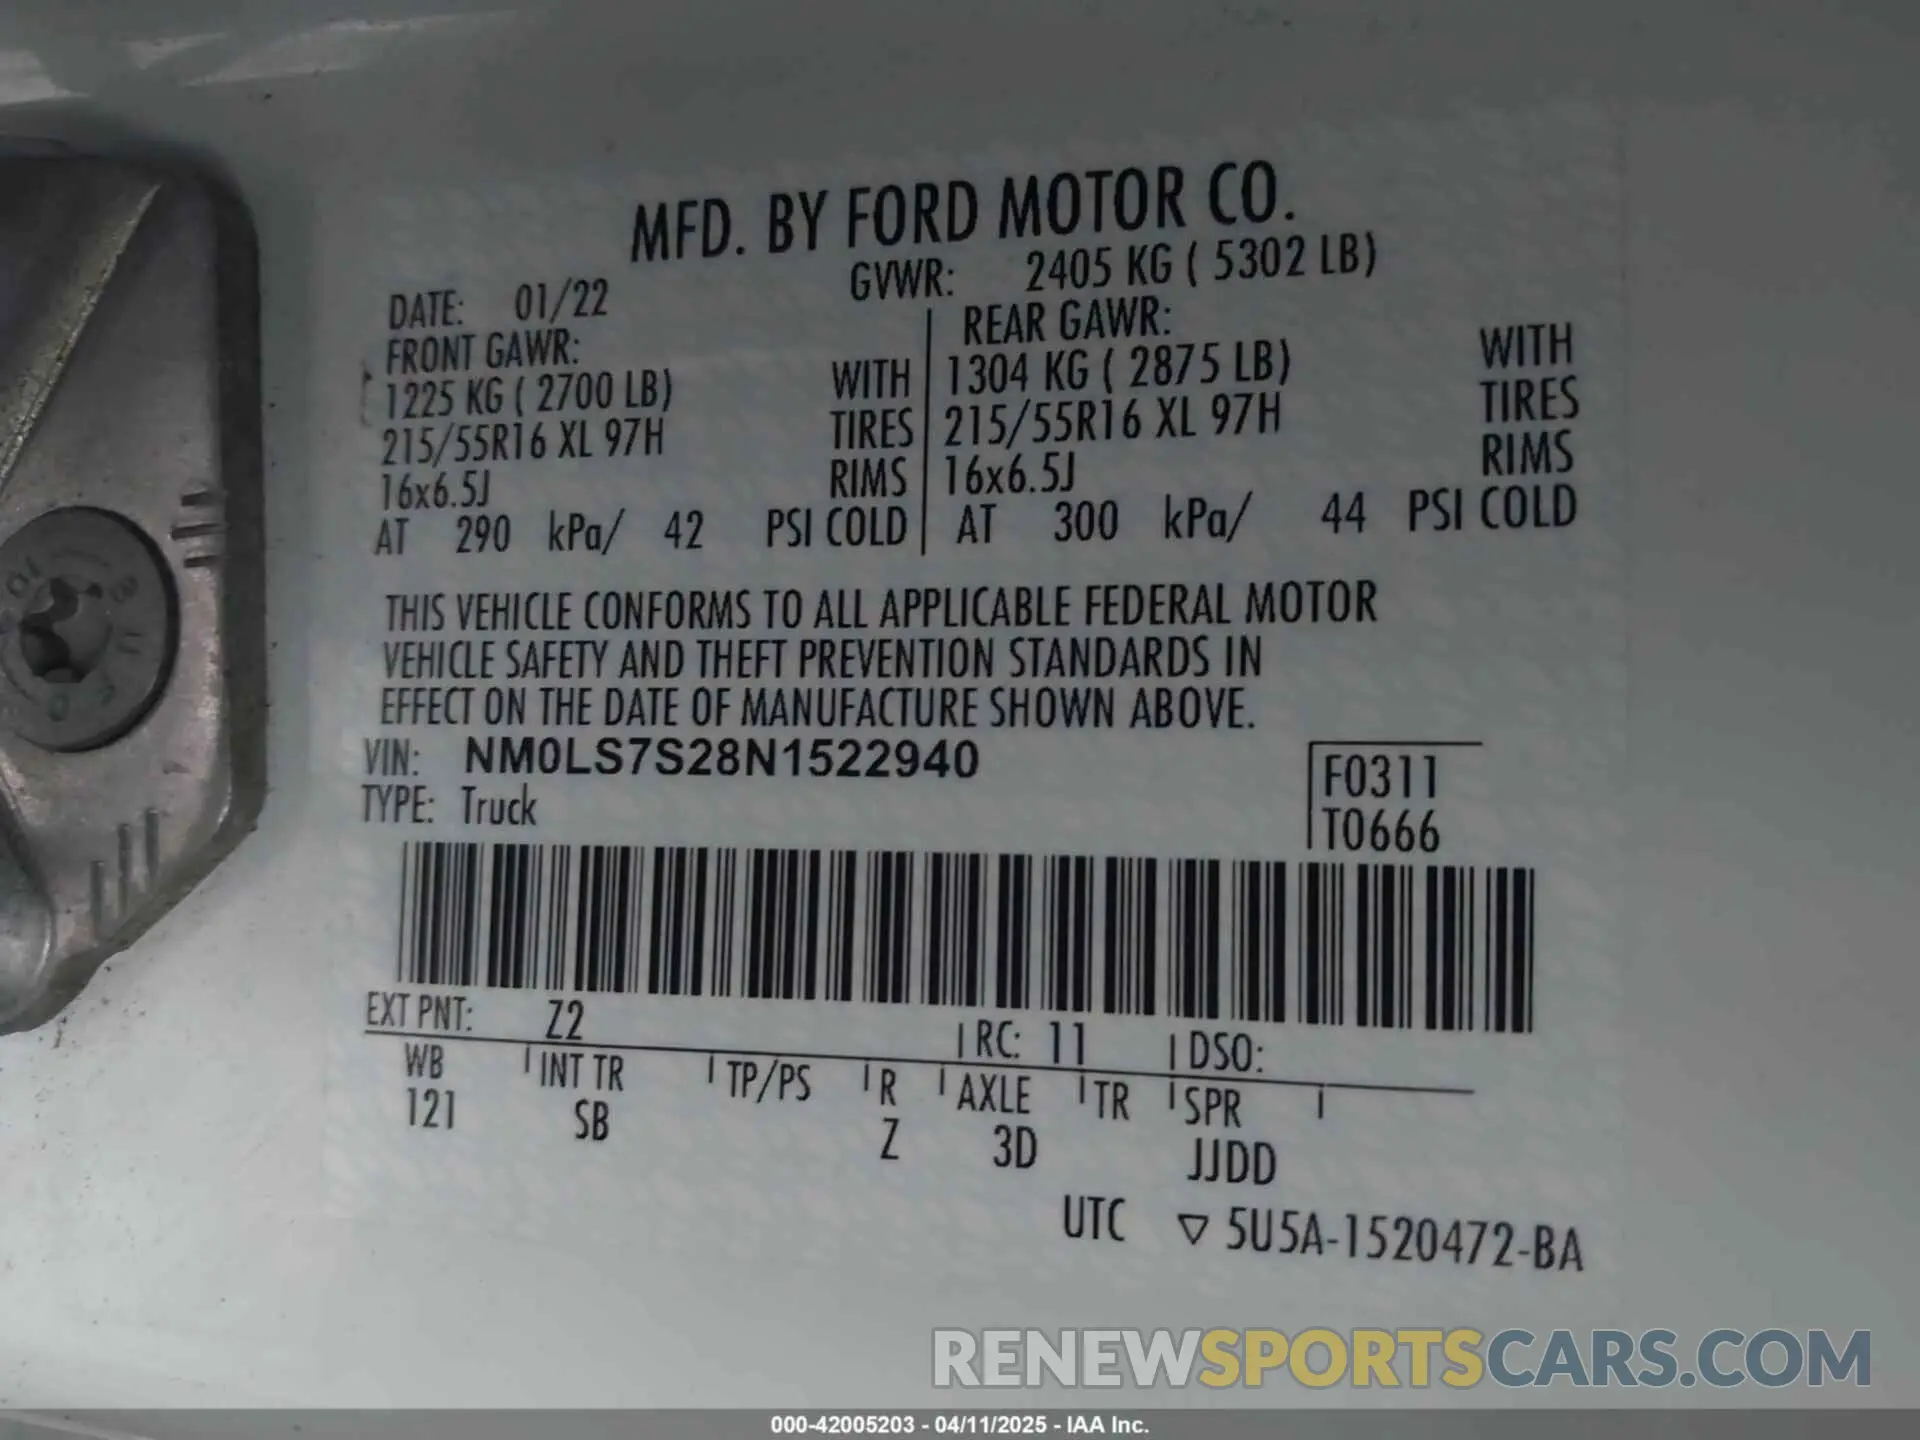 MFD. BY FORD MOTOR CO.
DATE: 01/22 GVWR: 2405 KG ( 5302 LB)
FRONT GAWR: REAR GAWR:
1225 KG ( 2700 LB) WITH 1304 KG ( 2875 LB) WITH
215/55R16 XL 97H TIRES 215/55R16 XL 97H TIRES
16x6.5J RIMS 16x6.5J RIMS
AT 290 kPa/ 42 PSI COLD AT 300 kPa/ 44 PSI COLD
THIS VEHICLE CONFORMS TO ALL APPLICABLE FEDERAL MOTOR
VEHICLE SAFETY AND THEFT PREVENTION STANDARDS IN
EFFECT ON THE DATE OF MANUFACTURE SHOWN ABOVE.
VIN: NM0LS7S28N1522940 F0311
TYPE: Truck T0666
EXT PNT: Z2 RC: 11 DSO:
WB INT TR TP/PS R AXLE TR SPR
121 SB Z 3D JJDD
UTC ▽ 5U5A-1520472-BA
RENEWSPORTSCARS.COM
000-42005203 - 04/11/2025 - IAA Inc.